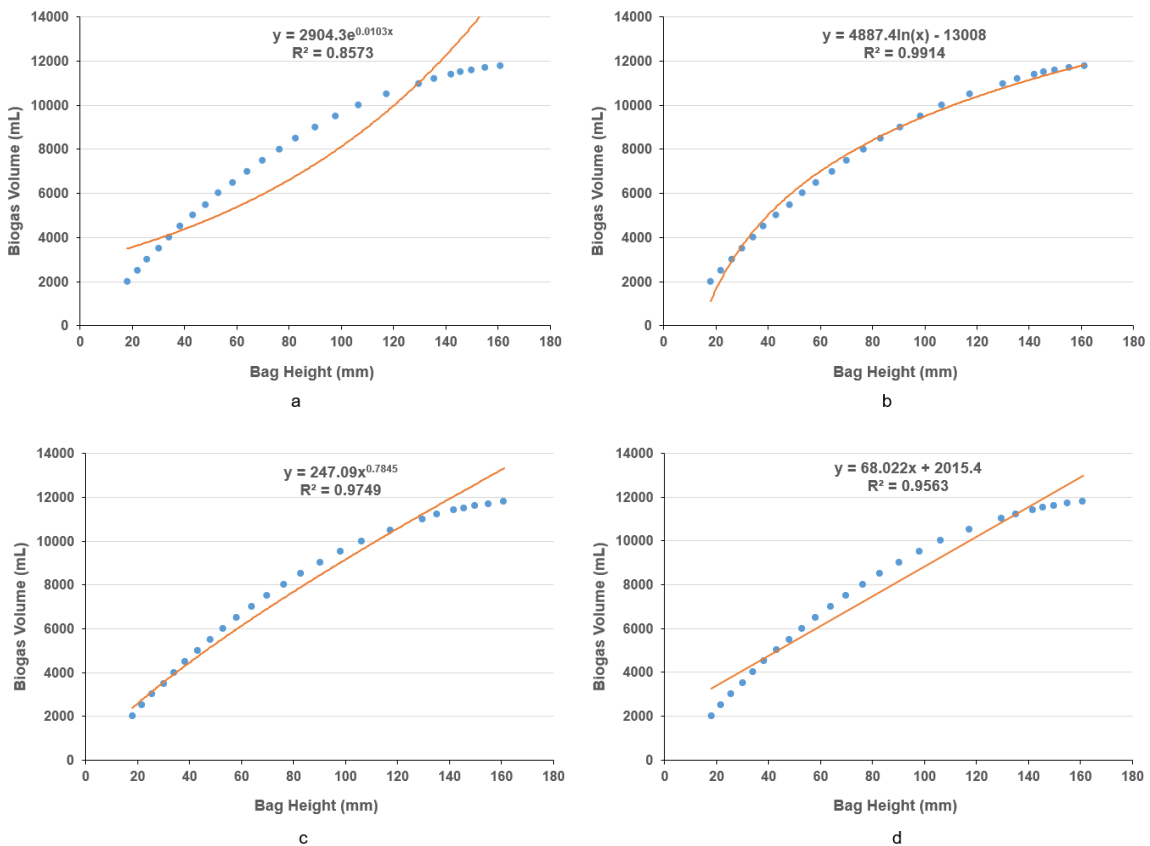 y = 2904.3e^0.0103x
R² = 0.8573
14000
12000
10000
8000
6000
4000
2000
0
Biogas Volume (mL)
0 20 40 60 80 100 120 140 160 180
Bag Height (mm)
a
y = 4887.4ln(x) - 13008
R² = 0.9914
14000
12000
10000
8000
6000
4000
2000
0
Biogas Volume (mL)
0 20 40 60 80 100 120 140 160 180
Bag Height (mm)
b
y = 247.09x^0.7845
R² = 0.9749
14000
12000
10000
8000
6000
4000
2000
0
Biogas Volume (mL)
0 20 40 60 80 100 120 140 160 180
Bag Height (mm)
c
y = 68.022x + 2015.4
R² = 0.9563
14000
12000
10000
8000
6000
4000
2000
0
Biogas Volume (mL)
0 20 40 60 80 100 120 140 160 180
Bag Height (mm)
d